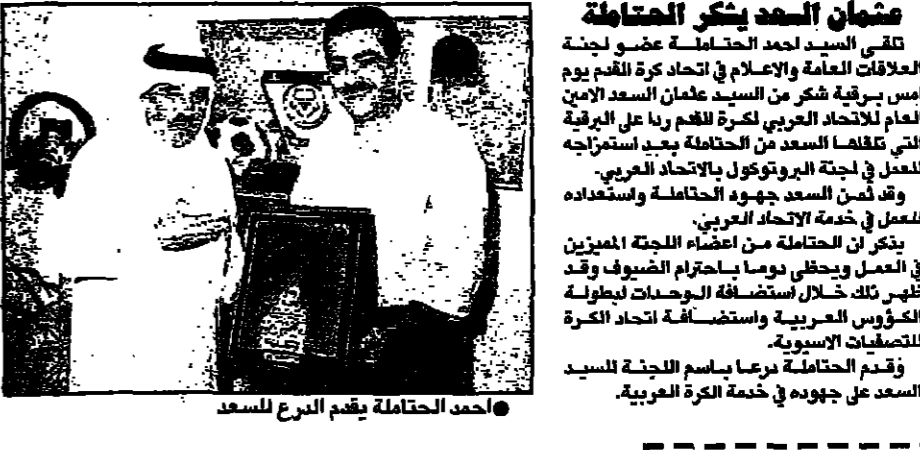 عثمان السعد يشكر الحتاملة
تلقى السيد احمد الحتاملة عضو لجنة
العلاقات العامة والاعلام في اتحاد كرة القدم يوم
امس برقية شكر من السيد عثمان السعد الامين
العام للاتحاد العربي لكرة القدم ردا على البرقية
التي تلقاها السعد من الحتاملة بعد استمزاجه
للعمل في لجنة البروتوكول بالاتحاد العربي.
وقد ثمن السعد جهود الحتاملة واستعداده
للعمل في خدمة الاتحاد العربي.
يذكر ان الحتاملة من اعضاء اللجنة المميزين
في العمل ويحظى دوما باحترام الضيوف وقد
ظهر ذلك خلال استضافة الوحدات لبطولة
الكؤوس العربية واستضافة اتحاد الكرة
للتصفيات الاسيوية.
وقدم الحتاملة درعا باسم اللجنة للسيد
السعد على جهوده في خدمة الكرة العربية.
●احمد الحتاملة يقدم الدرع للسعد